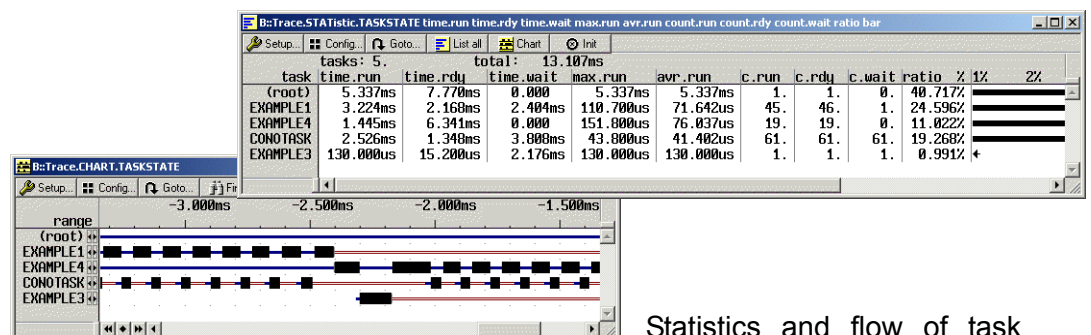 B::Trace.STATistic.TASKSTATE time.run time.rdy time.wait max.run avr.run count.run count.rdy count.wait ratio bar
Setup... Config... Goto... List all Chart Init
tasks: 5. total: 13.107ms
task time.run time.rdy time.wait max.run avr.run c.run c.rdy c.wait ratio % 1% 2%
(root) 5.337ms 7.770ms 0.000 5.337ms 5.337ms 1. 1. 0. 40.717%
EXAMPLE1 3.224ms 2.168ms 2.404ms 110.700us 71.642us 45. 46. 1. 24.596%
EXAMPLE4 1.445ms 6.341ms 0.000 151.800us 76.037us 19. 19. 0. 11.022%
CONOTASK 2.526ms 1.348ms 3.808ms 43.800us 41.402us 61. 61. 61. 19.268%
EXAMPLE3 130.000us 15.200us 2.176ms 130.000us 130.000us 1. 1. 1. 0.991%
B::Trace.CHART.TASKSTATE
Setup... Config... Goto...
-3.000ms -2.500ms -2.000ms -1.500ms
range
(root)
EXAMPLE1
EXAMPLE4
CONOTASK
EXAMPLE3
Statistics and flow of task